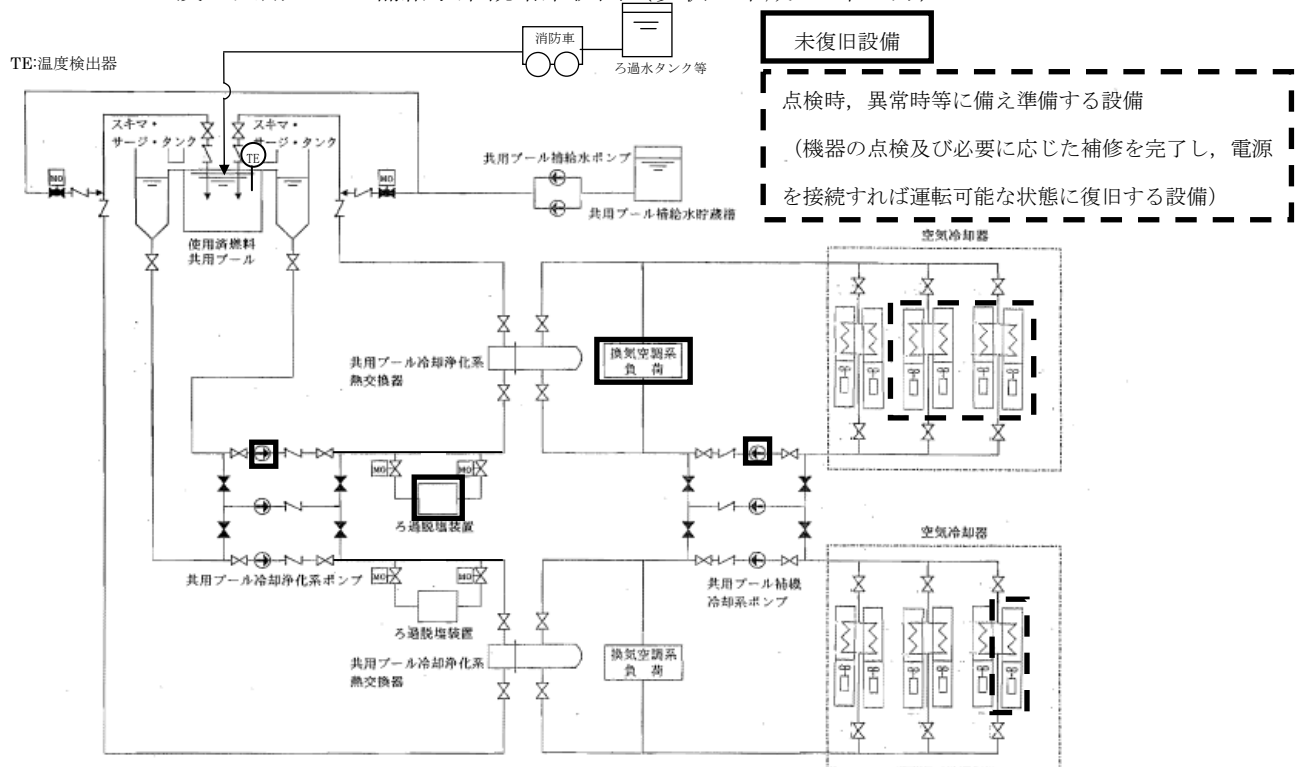 消防車
ろ過水タンク等
未復旧設備
TE:温度検出器
点検時，異常時等に備え準備する設備
（機器の点検及び必要に応じた補修を完了し，電源
を接続すれば運転可能な状態に復旧する設備）
スキマ・
サージ・タンク
スキマ・
サージ・タンク
TE
MO
MO
共用プール補給水ポンプ
共用プール補給水貯蔵槽
使用済燃料
共用プール
空気冷却器
共用プール冷却浄化系
熱交換器
換気空調系
負荷
MO
MO
ろ過脱塩装置
空気冷却器
共用プール冷却浄化系ポンプ
MO
MO
共用プール補機
冷却系ポンプ
ろ過脱塩装置
共用プール冷却浄化系
熱交換器
換気空調系
負荷